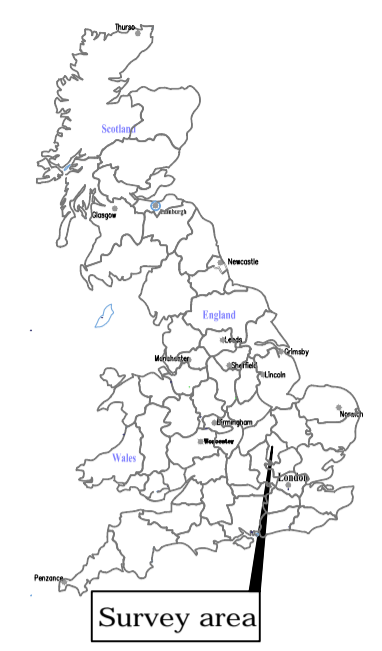 Thurso
Scotland
Edinburgh
Glasgow
Newcastle
England
Leeds
Grimsby
Manchester
Sheffield
Lincoln
Norwich
Birmingham
Worcester
Wales
London
Penzance
Survey area